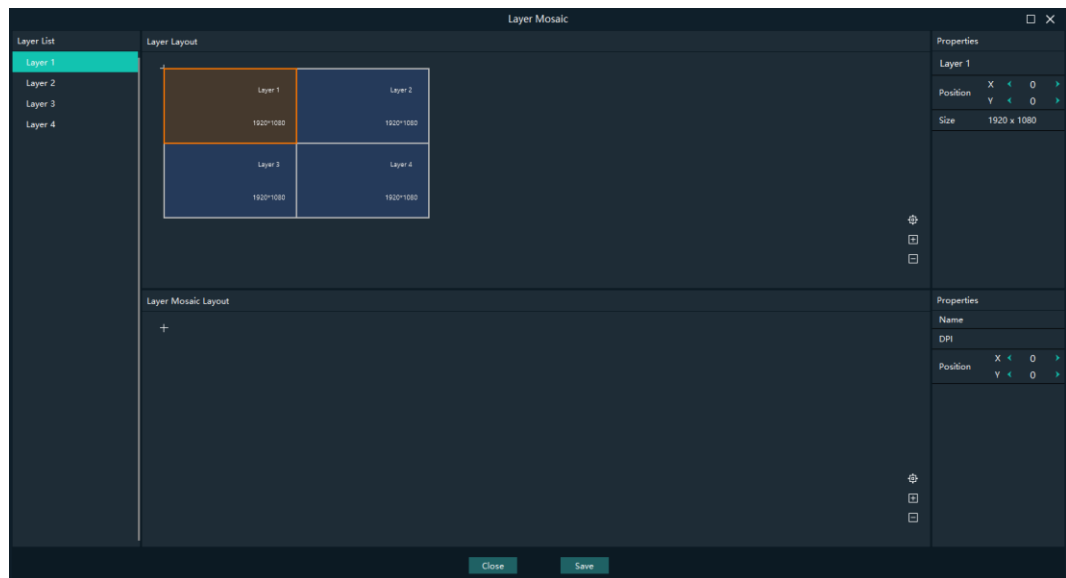 Layer Mosaic
Layer List
Layer 1
Layer 2
Layer 3
Layer 4
Layer Layout
Layer 1
1920*1080
Layer 2
1920*1080
Layer 3
1920*1080
Layer 4
1920*1080
Properties
Layer 1
Position X 0
Y 0
Size 1920 x 1080
Layer Mosaic Layout
Properties
Name
DPI
Position X 0
Y 0
Close Save